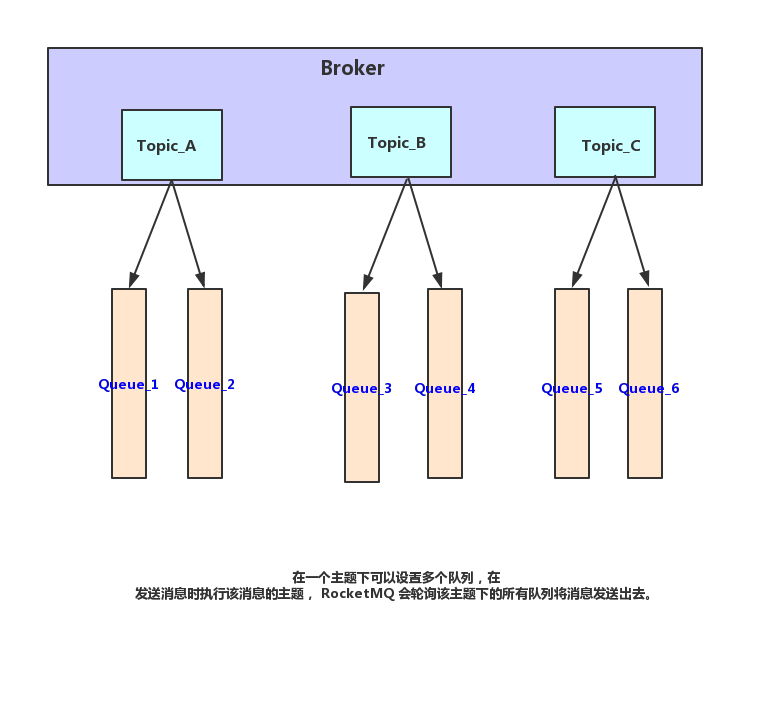 Broker
Topic_A
Topic_B
Topic_C
Queue_1
Queue_2
Queue_3
Queue_4
Queue_5
Queue_6
在一个主题下可以设置多个队列，在
发送消息时执行该消息的主题， RocketMQ 会轮询该主题下的所有队列将消息发送出去。